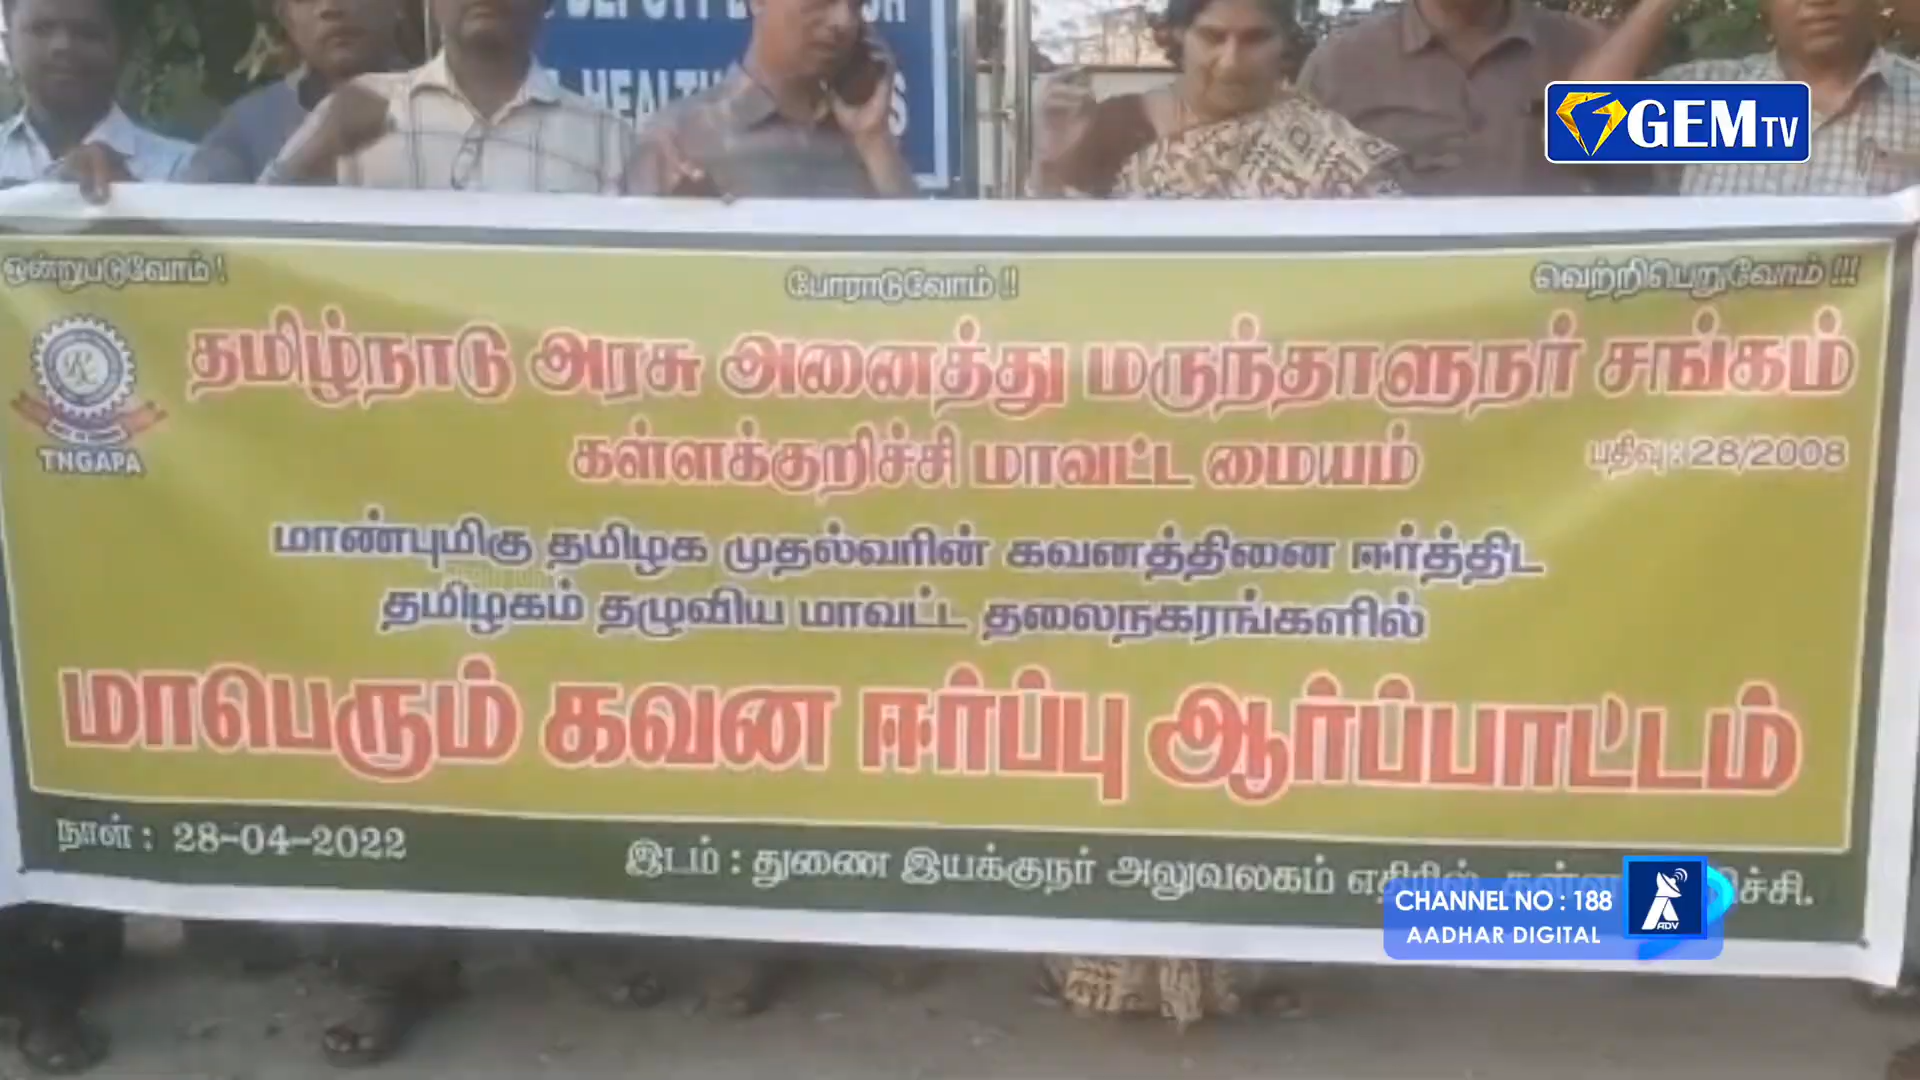 HEALTH
GEM TV
ஒன்றுபடுவோம் !
போராடுவோம் !!
வெற்றிபெறுவோம் !!!
தமிழ்நாடு அரசு அனைத்து மருந்தாளுநர் சங்கம்
TNGAPA
கள்ளக்குறிச்சி மாவட்ட மையம்
பதிவு : 28/2008
மாண்புமிகு தமிழக முதல்வரின் கவனத்தினை ஈர்த்திட
தமிழகம் தழுவிய மாவட்ட தலைநகரங்களில்
மாபெரும் கவன ஈர்ப்பு ஆர்ப்பாட்டம்
நாள் : 28-04-2022
இடம் : துணை இயக்குநர் அலுவலகம் எதிரில்,
CHANNEL NO : 188
AADHAR DIGITAL
ADV